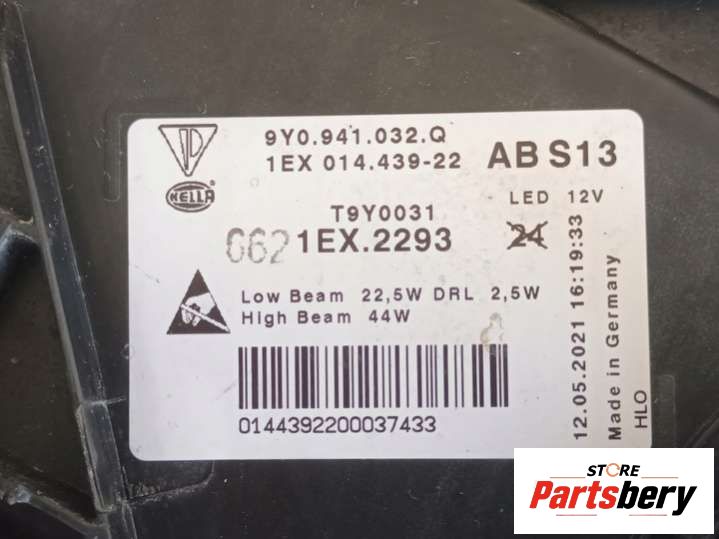 9Y0.941.032.Q
1EX 014.439-22
AB S13
HELLA
LED 12V
T9Y0031
0621EX.2293
24
Low Beam 22,5W DRL 2,5W
High Beam 44W
0144392200037433
12.05.2021 16:19:33
Made in Germany
HLO
STORE
Partsbery